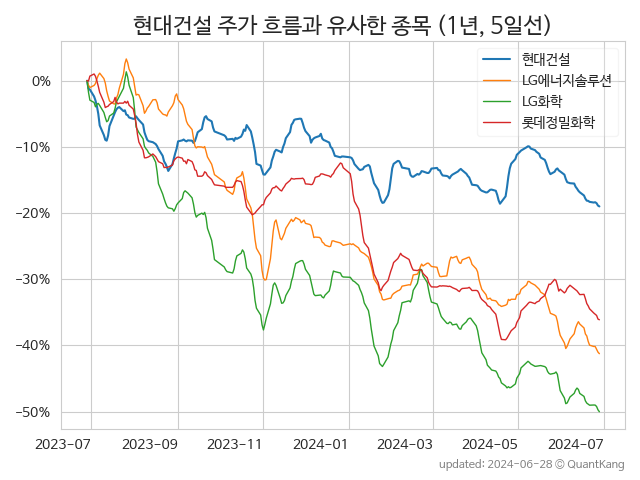 현대건설 주가 흐름과 유사한 종목 (1년, 5일선)
현대건설
LG에너지솔루션
LG화학
롯데정밀화학
0%
−10%
−20%
−30%
−40%
−50%
2023-07
2023-09
2023-11
2024-01
2024-03
2024-05
2024-07
updated: 2024-06-28 © QuantKang